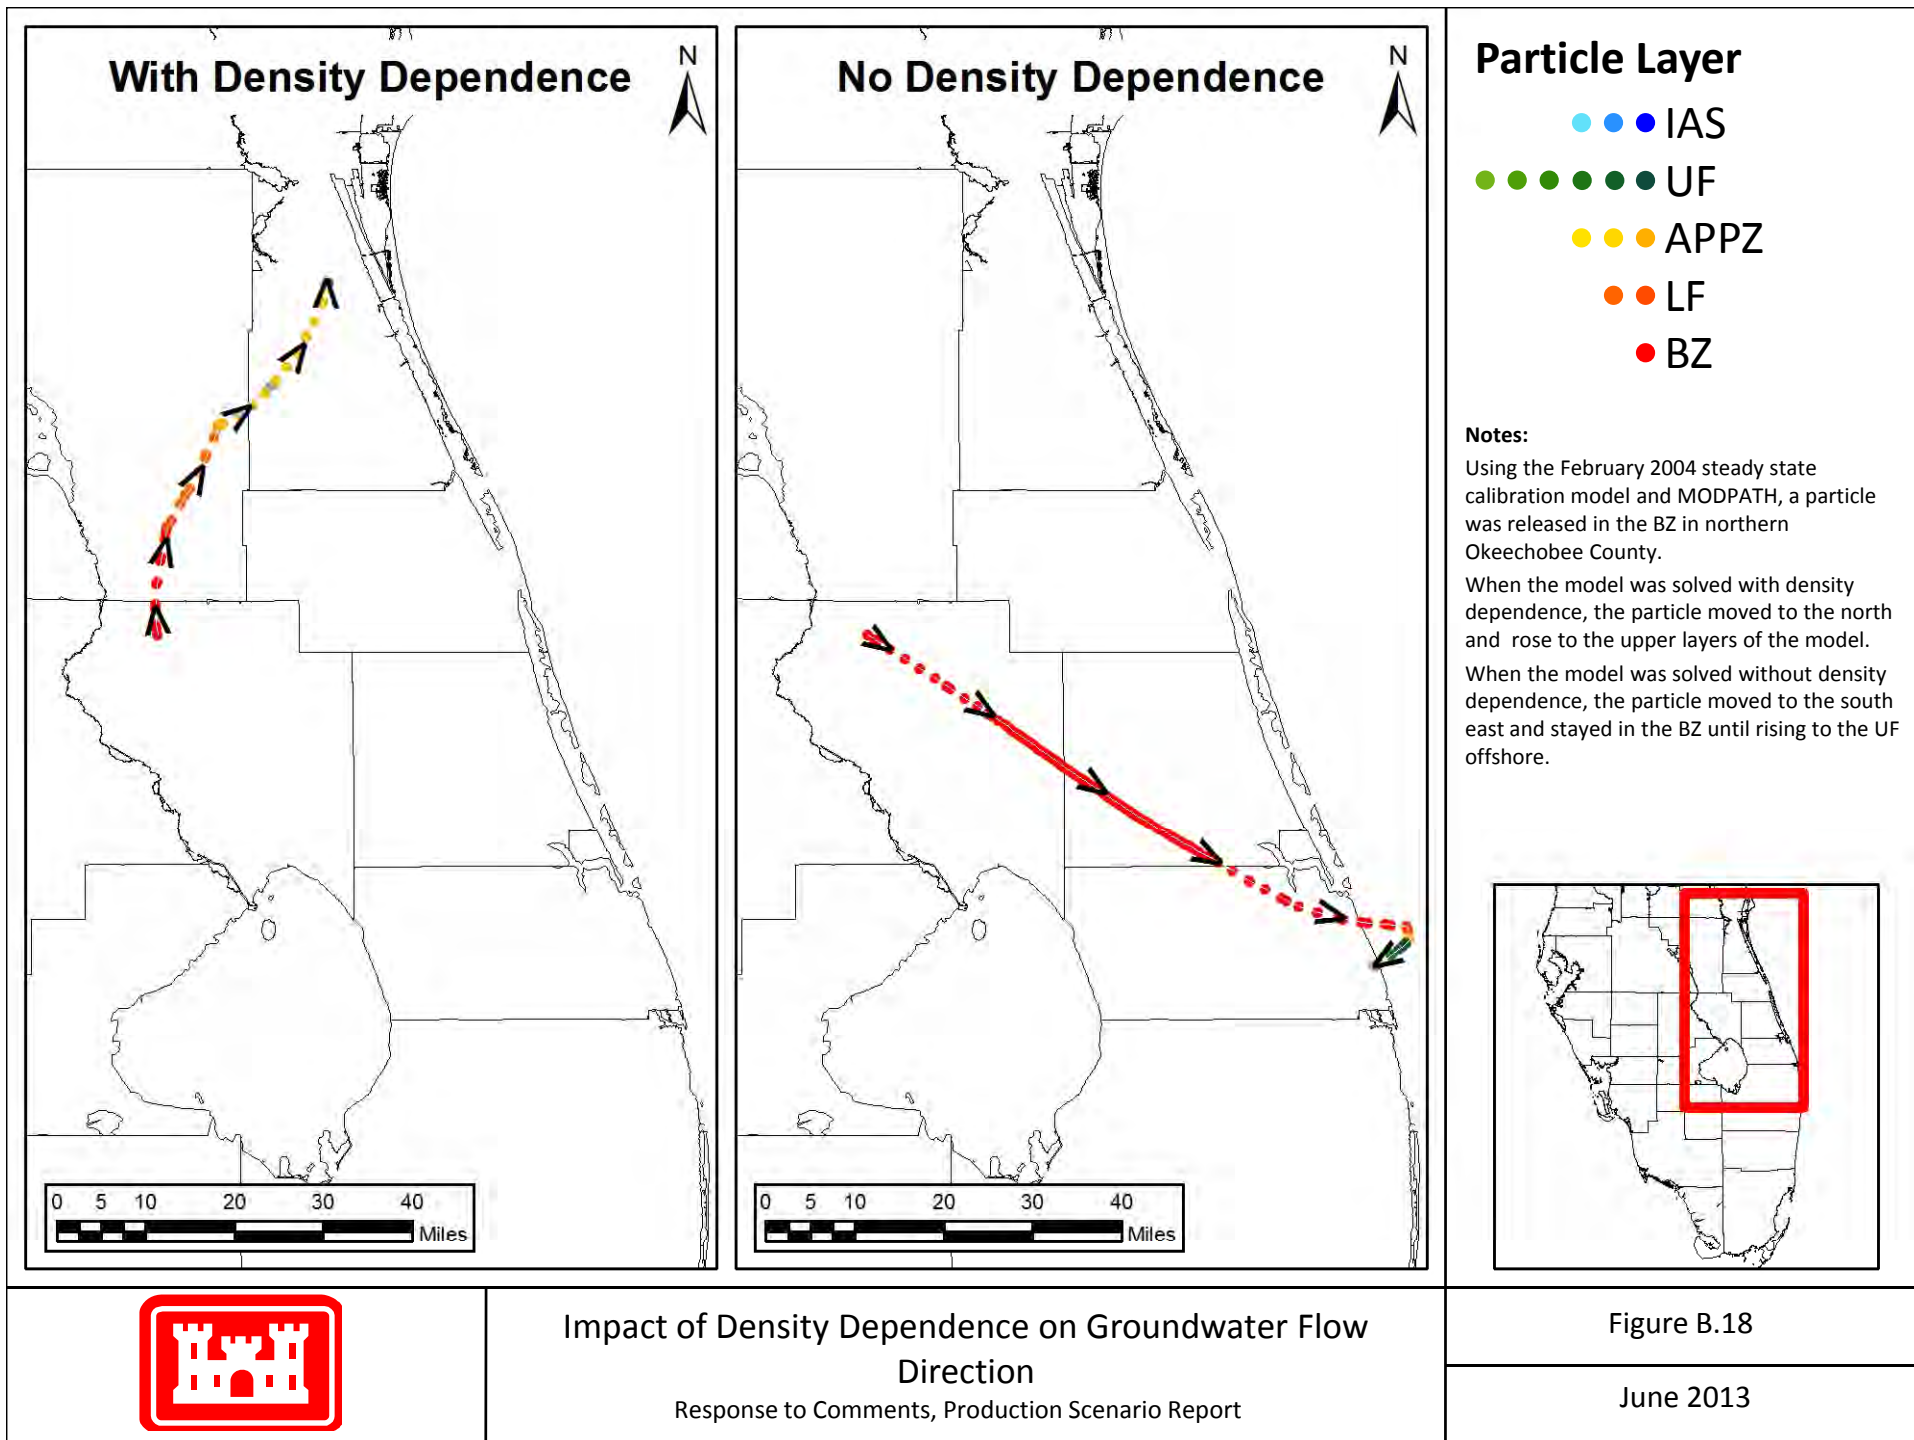 With Density Dependence
N
0 5 10 20 30 40
Miles
No Density Dependence
N
0 5 10 20 30 40
Miles
Particle Layer
IAS
UF
APPZ
LF
BZ
Notes:
Using the February 2004 steady state
calibration model and MODPATH, a particle
was released in the BZ in northern
Okeechobee County.
When the model was solved with density
dependence, the particle moved to the north
and rose to the upper layers of the model.
When the model was solved without density
dependence, the particle moved to the south
east and stayed in the BZ until rising to the UF
offshore.
Impact of Density Dependence on Groundwater Flow
Direction
Response to Comments, Production Scenario Report
Figure B.18
June 2013